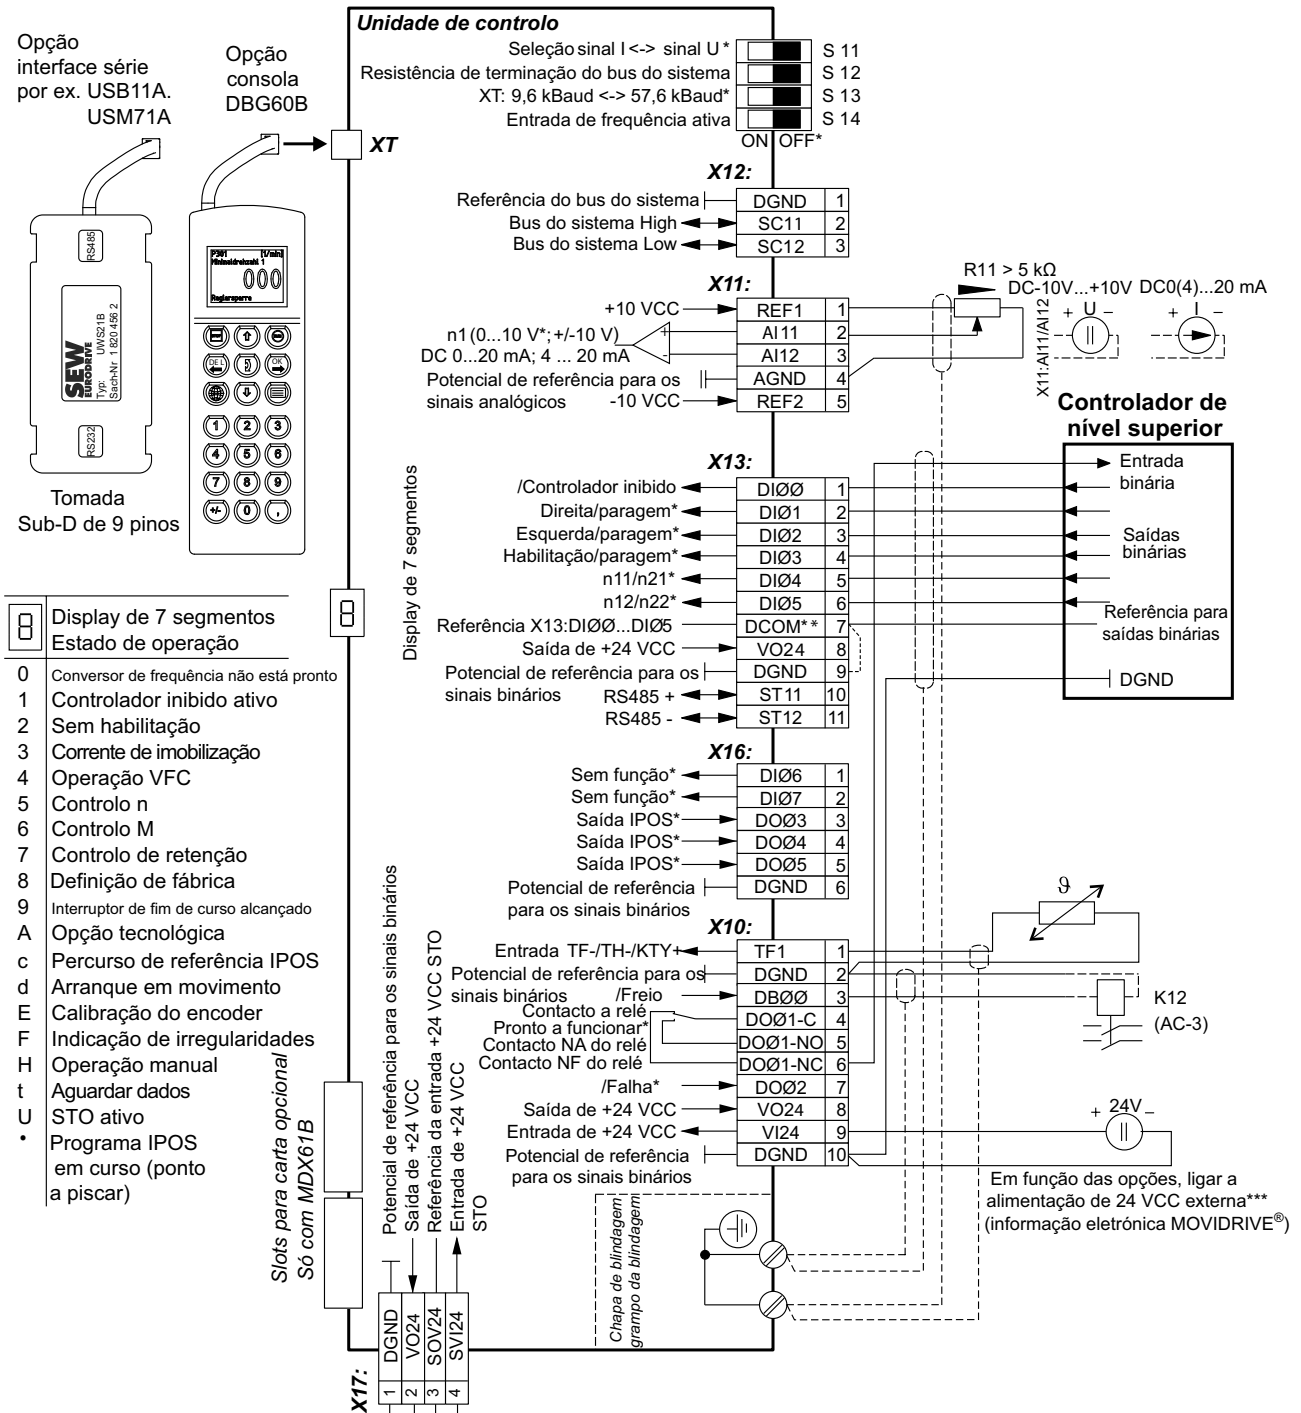 Unidade de controlo
Opção
interface série
por ex. USB11A.
USM71A
Opção
consola
DBG60B
Seleção sinal I <-> sinal U*
S 11
Resistência de terminação do bus do sistema
S 12
XT: 9,6 kBaud <-> 57,6 kBaud*
S 13
Entrada de frequência ativa
S 14
ON OFF*
XT
RS485
SEW
EURODRIVE
Typ: UWS21B
Sach-Nr 1 820 456 2
RS232
P301 [1/min]
Minimaldrehzahl 1
000
Reglersperre
DEL
OK
1 2 3
4 5 6
7 8 9
+/- 0 ,
Tomada
Sub-D de 9 pinos
X12:
Referência do bus do sistema DGND 1
Bus do sistema High SC11 2
Bus do sistema Low SC12 3
X11:
+10 VCC REF1 1
n1 (0...10 V*; +/-10 V) AI11 2
DC 0...20 mA; 4 ... 20 mA AI12 3
+
-
Potencial de referência para os
sinais analógicos
AGND 4
-10 VCC REF2 5
R11 > 5 kΩ
DC-10V...+10V DC0(4)...20 mA
+ U − + I −
X11:AI11/AI12
Controlador de
nível superior
Entrada
binária
Saídas
binárias
Referência para
saídas binárias
DGND
X13:
Display de 7 segmentos
/Controlador inibido DIØØ 1
Direita/paragem* DIØ1 2
Esquerda/paragem* DIØ2 3
Habilitação/paragem* DIØ3 4
n11/n21* DIØ4 5
n12/n22* DIØ5 6
Referência X13:DIØØ...DIØ5 DCOM** 7
Saída de +24 VCC VO24 8
Potencial de referência para os
sinais binários
DGND 9
RS485 + ST11 10
RS485 - ST12 11
8 Display de 7 segmentos
Estado de operação
8
0 Conversor de frequência não está pronto
1 Controlador inibido ativo
2 Sem habilitação
3 Corrente de imobilização
4 Operação VFC
5 Controlo n
6 Controlo M
7 Controlo de retenção
8 Definição de fábrica
9 Interruptor de fim de curso alcançado
A Opção tecnológica
c Percurso de referência IPOS
d Arranque em movimento
E Calibração do encoder
F Indicação de irregularidades
H Operação manual
t Aguardar dados
U STO ativo
• Programa IPOS
em curso (ponto
a piscar)
X16:
Sem função* DIØ6 1
Sem função* DIØ7 2
Saída IPOS* DOØ3 3
Saída IPOS* DOØ4 4
Saída IPOS* DOØ5 5
Potencial de referência
para os sinais binários
DGND 6
X10:
Entrada TF-/TH-/KTY+ TF1 1
Potencial de referência para os
sinais binários
DGND 2
/Freio DBØØ 3
Contacto a relé
Pronto a funcionar*
DOØ1-C 4
Contacto NA do relé DOØ1-NO 5
Contacto NF do relé DOØ1-NC 6
/Falha* DOØ2 7
Saída de +24 VCC VO24 8
Entrada de +24 VCC VI24 9
Potencial de referência
para os sinais binários
DGND 10
ϑ
K12
(AC-3)
+ 24V −
Em função das opções, ligar a
alimentação de 24 VCC externa***
(informação eletrónica MOVIDRIVE®)
Slots para carta opcional
Só com MDX61B
Potencial de referência para os sinais binários
Saída de +24 VCC
Referência da entrada +24 VCC STO
Entrada de +24 VCC
STO
Chapa de blindagem
grampo da blindagem
X17:
1 DGND
2 VO24
3 SOV24
4 SVI24